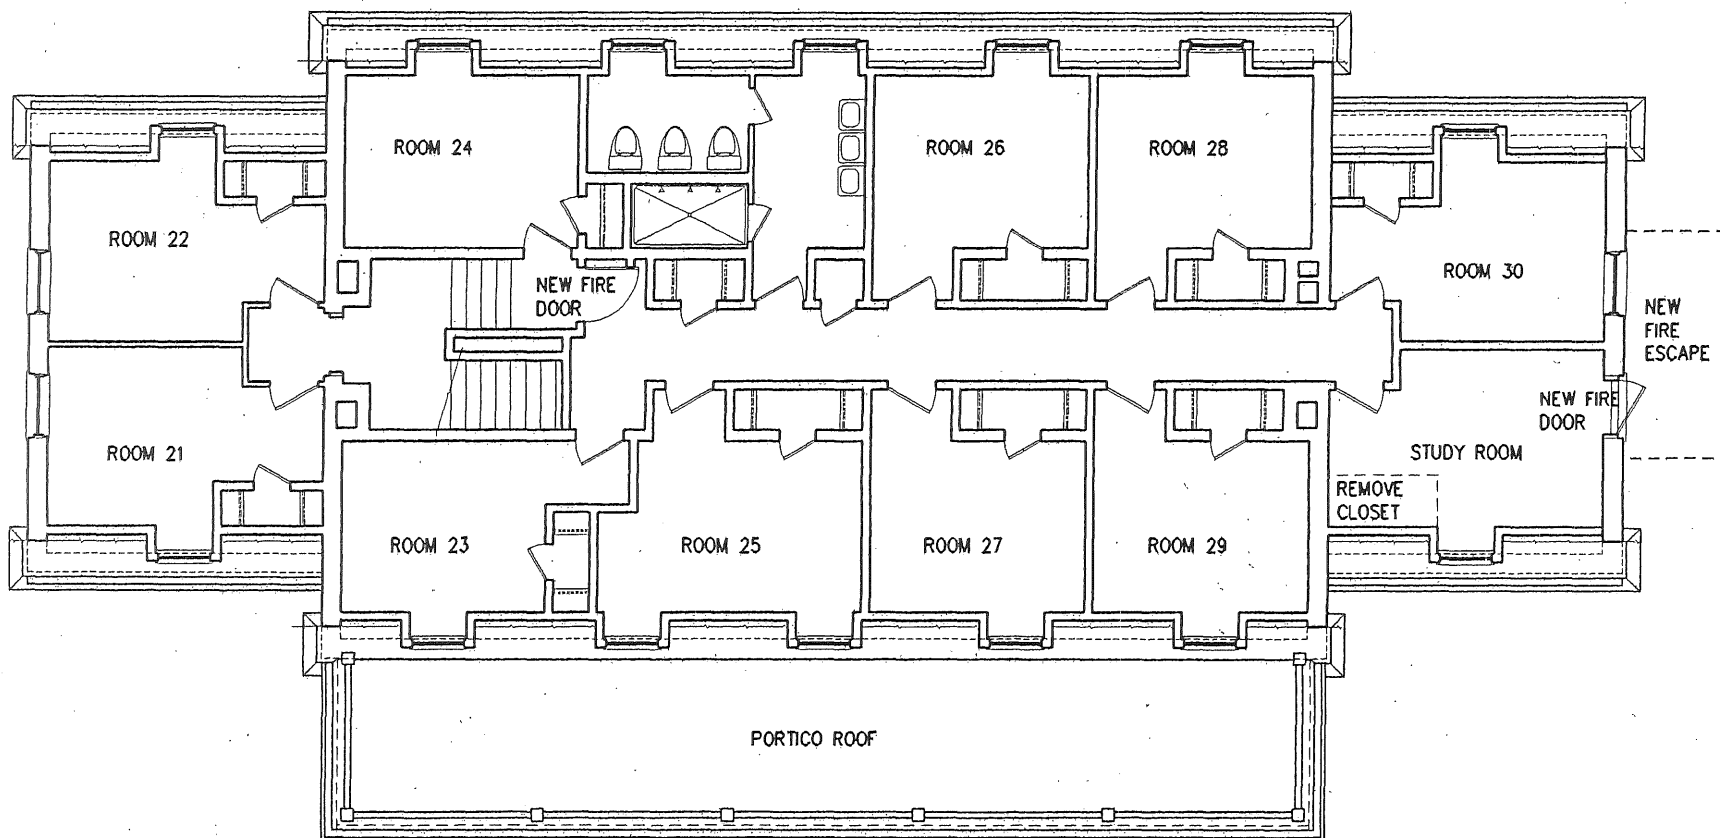 ROOM 24
ROOM 26
ROOM 28
ROOM 22
ROOM 30
NEW FIRE
DOOR
NEW
FIRE
ESCAPE
NEW FIRE
DOOR
ROOM 21
STUDY ROOM
REMOVE
CLOSET
ROOM 23
ROOM 25
ROOM 27
ROOM 29
PORTICO ROOF